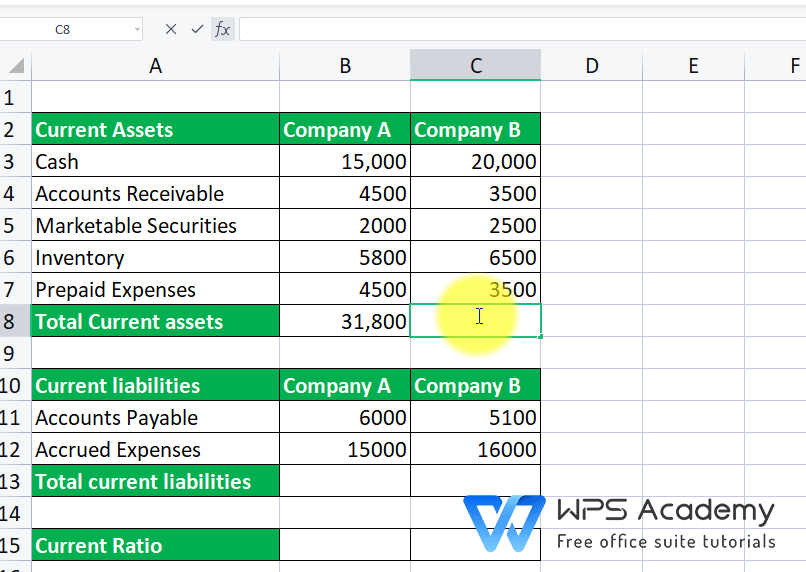 C8 fx
A B C D E F
1
2 Current Assets Company A Company B
3 Cash 15,000 20,000
4 Accounts Receivable 4500 3500
5 Marketable Securities 2000 2500
6 Inventory 5800 6500
7 Prepaid Expenses 4500 3500
8 Total Current assets 31,800
9
10 Current liabilities Company A Company B
11 Accounts Payable 6000 5100
12 Accrued Expenses 15000 16000
13 Total current liabilities
14
15 Current Ratio
WPS Academy
Free office suite tutorials